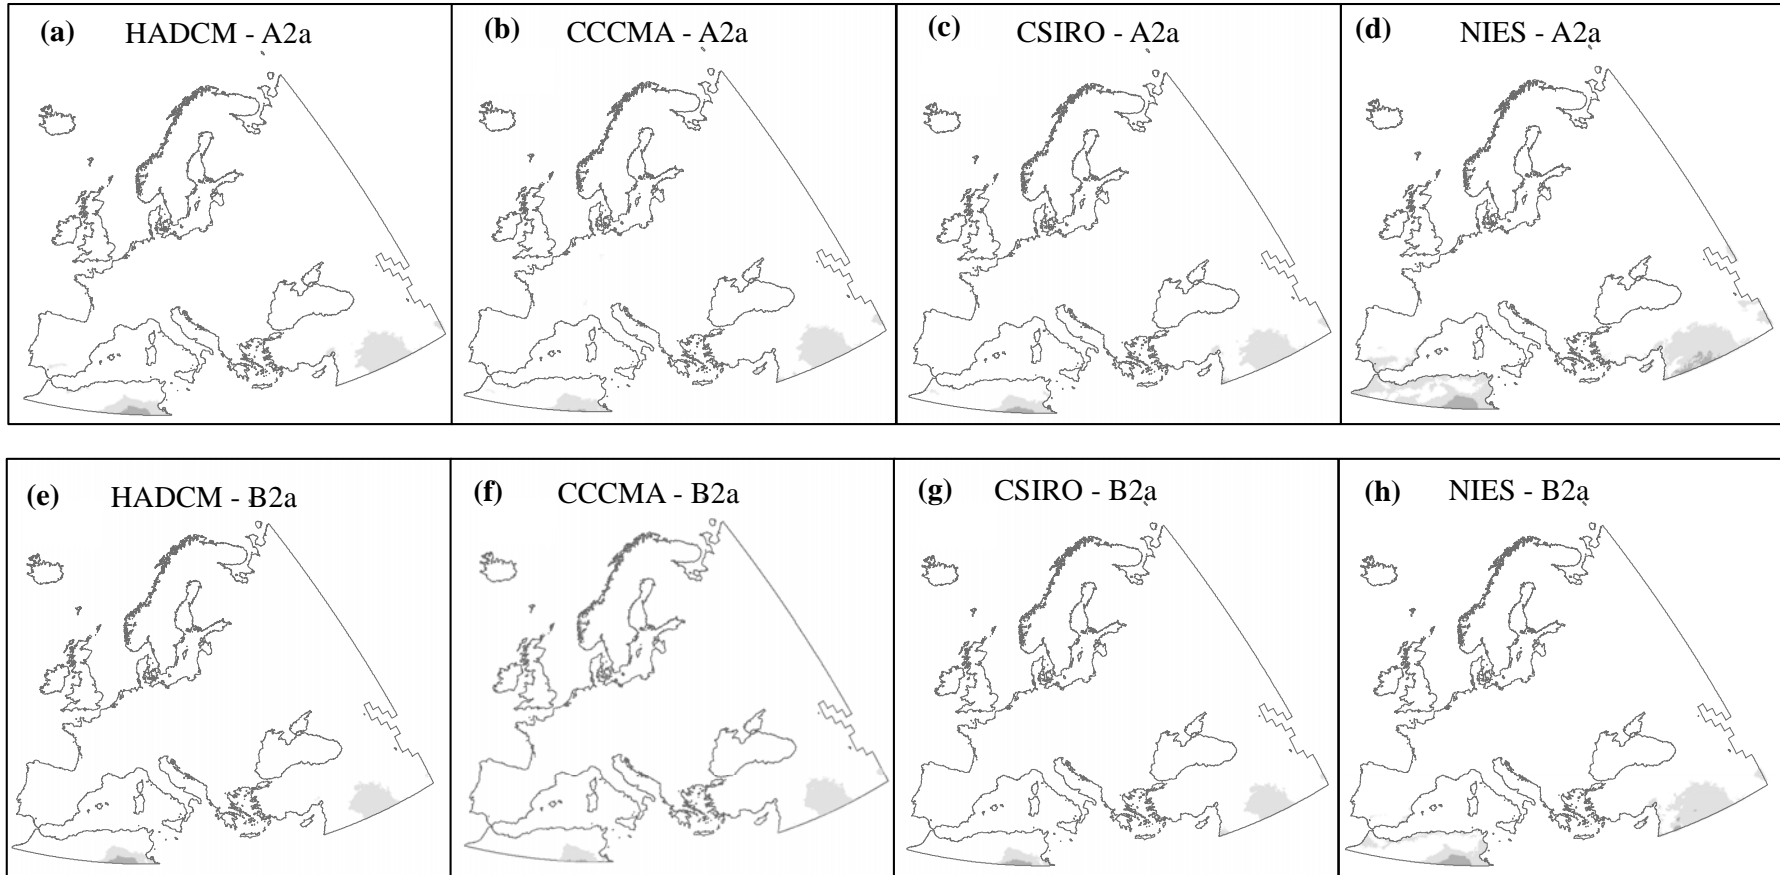 (a) HADCM - A2a
(b) CCCMA - A2a
(c) CSIRO - A2a
(d) NIES - A2a
(e) HADCM - B2a
(f) CCCMA - B2a
(g) CSIRO - B2a
(h) NIES - B2a